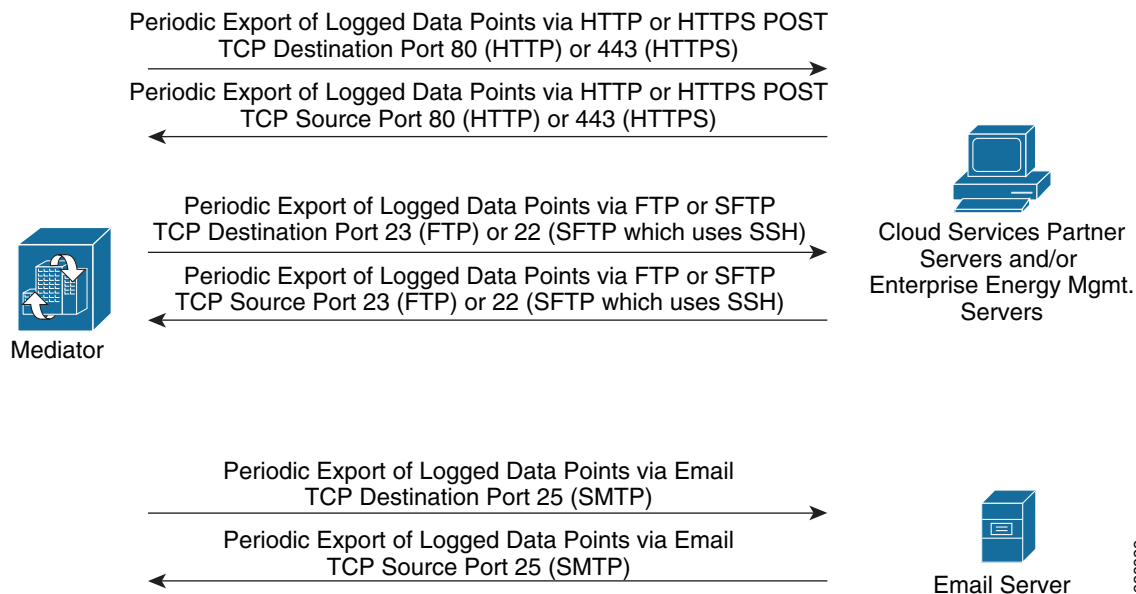 Periodic Export of Logged Data Points via HTTP or HTTPS POST
TCP Destination Port 80 (HTTP) or 443 (HTTPS)
Periodic Export of Logged Data Points via HTTP or HTTPS POST
TCP Source Port 80 (HTTP) or 443 (HTTPS)
Periodic Export of Logged Data Points via FTP or SFTP
TCP Destination Port 23 (FTP) or 22 (SFTP which uses SSH)
Periodic Export of Logged Data Points via FTP or SFTP
TCP Source Port 23 (FTP) or 22 (SFTP which uses SSH)
Mediator
Cloud Services Partner
Servers and/or
Enterprise Energy Mgmt.
Servers
Periodic Export of Logged Data Points via Email
TCP Destination Port 25 (SMTP)
Periodic Export of Logged Data Points via Email
TCP Source Port 25 (SMTP)
Email Server